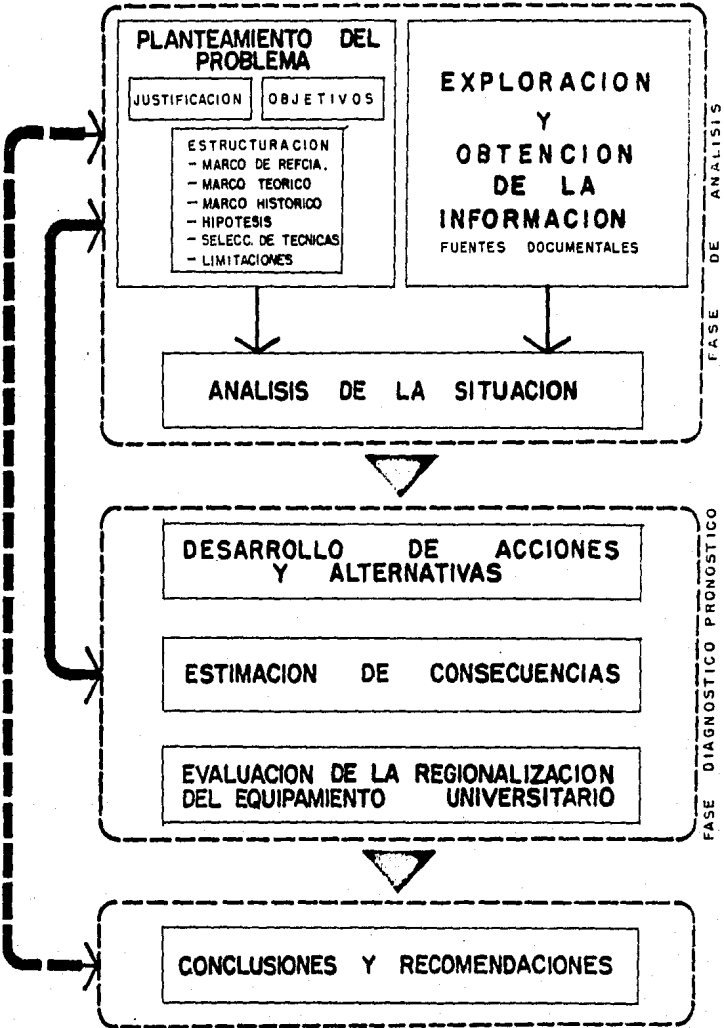 PLANTEAMIENTO DEL
PROBLEMA
JUSTIFICACION
OBJETIVOS
ESTRUCTURACION
- MARCO DE REFCIA.
- MARCO TEORICO
- MARCO HISTORICO
- HIPOTESIS
- SELECC. DE TECNICAS
- LIMITACIONES
EXPLORACION
Y
OBTENCION
DE LA
INFORMACION
FUENTES DOCUMENTALES
ANALISIS DE LA SITUACION
FASE DE ANALISIS
DESARROLLO DE ACCIONES
Y ALTERNATIVAS
ESTIMACION DE CONSECUENCIAS
EVALUACION DE LA REGIONALIZACION
DEL EQUIPAMIENTO UNIVERSITARIO
FASE DIAGNOSTICO PRONOSTICO
CONCLUSIONES Y RECOMENDACIONES